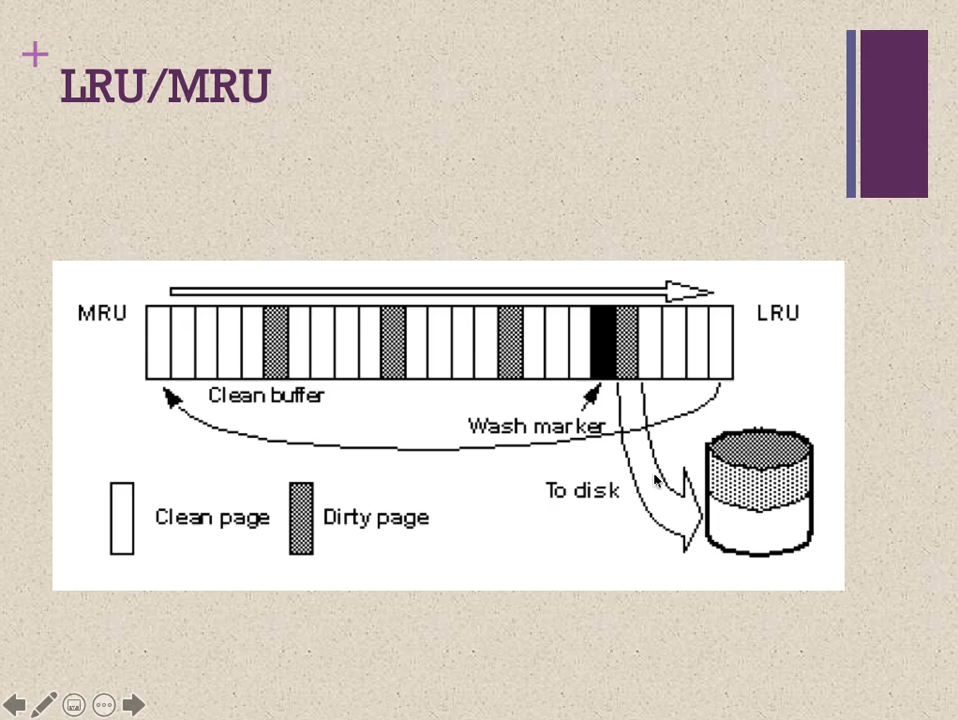 +
LRU/MRU
MRU
LRU
Clean buffer
Wash marker
To disk
Clean page
Dirty page